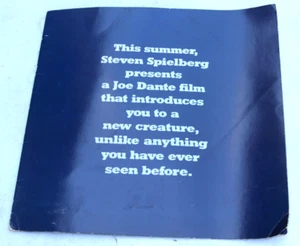 This summer,
Steven Spielberg
presents
a Joe Dante film
that introduces
you to a
new creature,
unlike anything
you have ever
seen before.